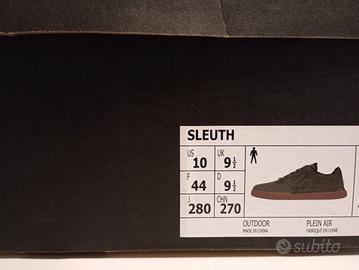 SLEUTH
US 10 UK 9½
F 44 D 9½
J 280 CHN 270
OUTDOOR PLEIN AIR
MADE IN CHINA FABRIQUÉ EN CHINE
subito